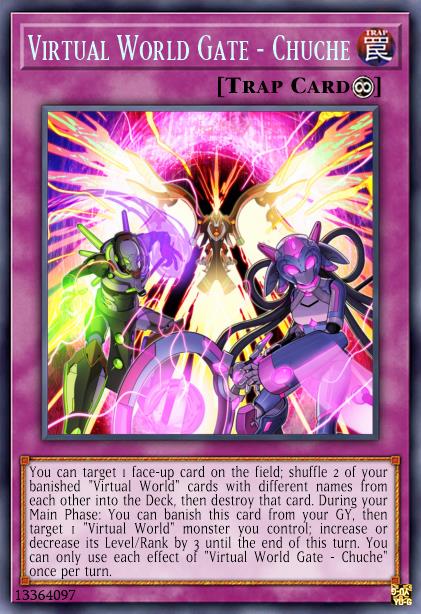 Virtual World Gate - Chuche
TRAP
罠
[Trap Card]
You can target 1 face-up card on the field; shuffle 2 of your
banished "Virtual World" cards with different names from
each other into the Deck, then destroy that card. During your
Main Phase: You can banish this card from your GY, then
target 1 "Virtual World" monster you control; increase or
decrease its Level/Rank by 3 until the end of this turn. You
can only use each effect of "Virtual World Gate - Chuche"
once per turn.
13364097